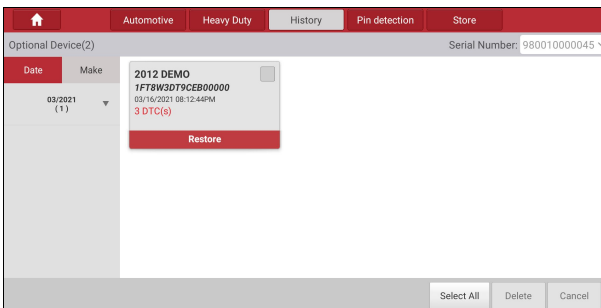 Automotive Heavy Duty History Pin detection Store
Optional Device(2) Serial Number: 980010000045
Date Make
03/2021
(1)
2012 DEMO
1FT8W3DT9CEB00000
03/16/2021 08:12:44PM
3 DTC(s)
Restore
Select All Delete Cancel